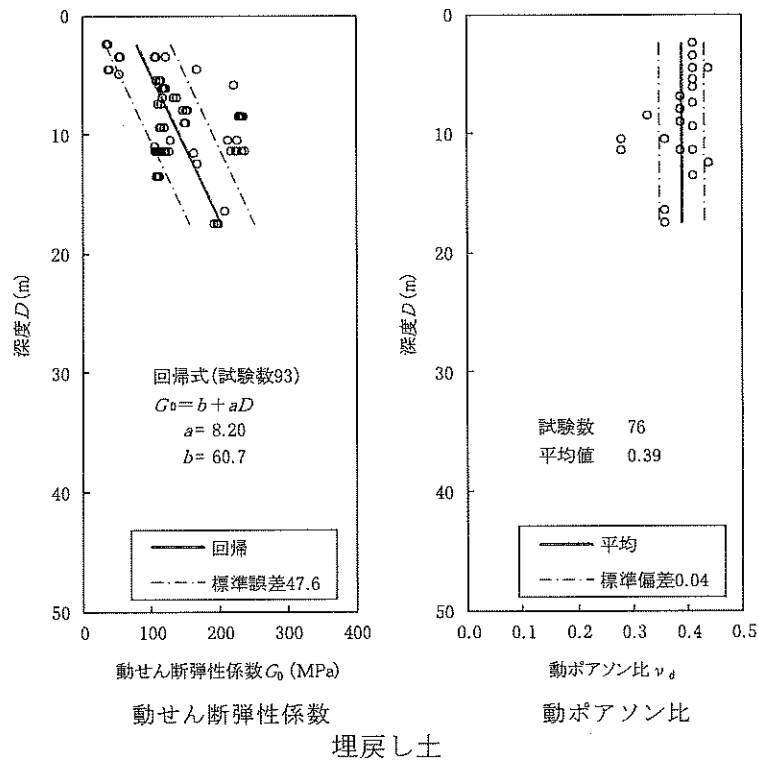 0
10
20
30
40
50
深度D(m)
回帰式(試験数93)
G₀=b+aD
a= 8.20
b= 60.7
回帰
標準誤差47.6
0 100 200 300 400
動せん断弾性係数G₀ (MPa)
動せん断弾性係数
0
10
20
30
40
50
深度D(m)
試験数 76
平均値 0.39
平均
標準偏差0.04
0.0 0.1 0.2 0.3 0.4 0.5
動ポアソン比 νd
動ポアソン比
埋戻し土